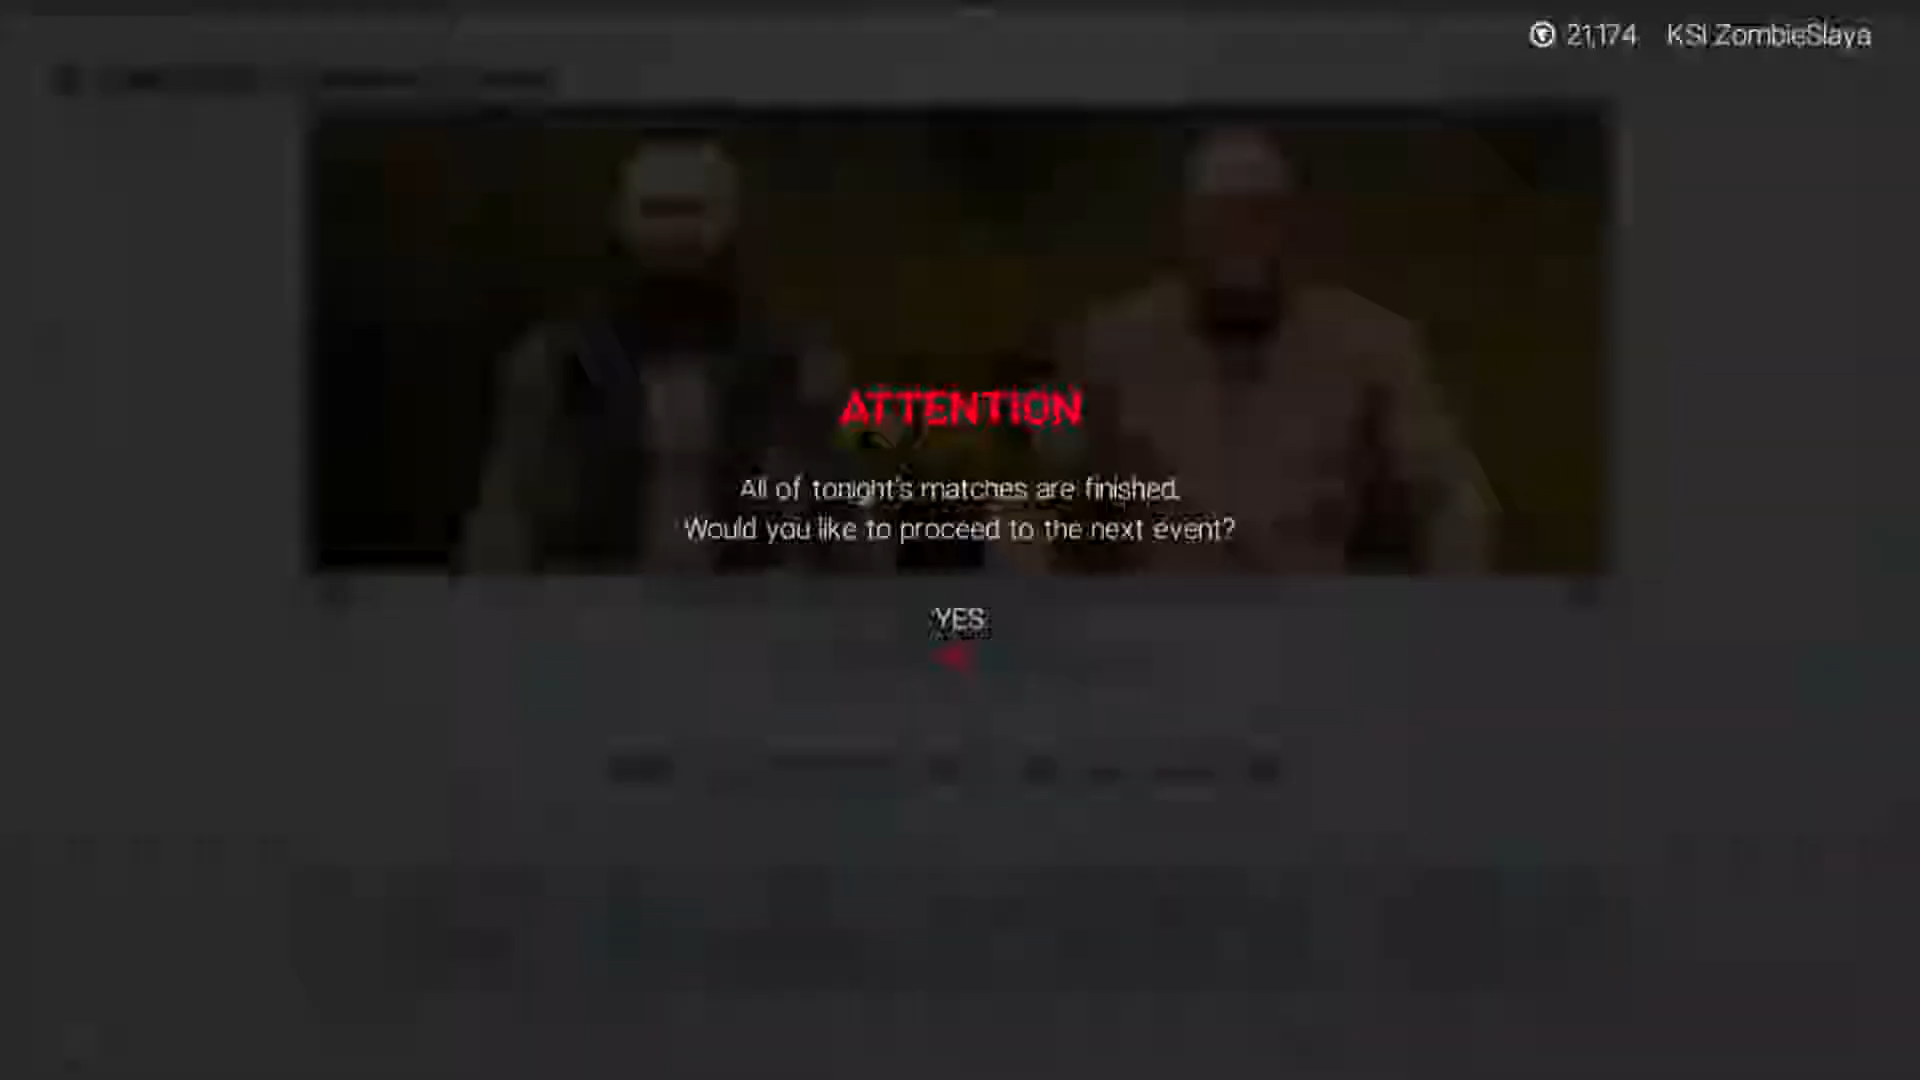 21,174 KSI ZombieSlaya
ATTENTION
All of tonight's matches are finished.
Would you like to proceed to the next event?
YES